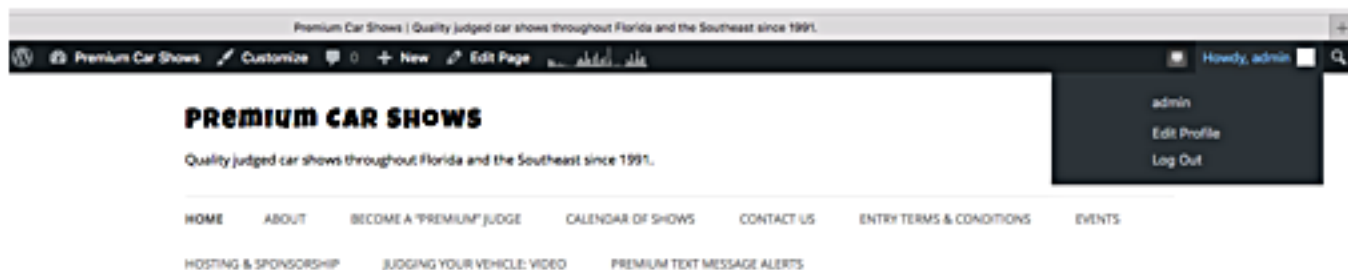 Premium Car Shows | Quality judged car shows throughout Florida and the Southeast since 1991.
Premium Car Shows Customize 0 + New Edit Page Howdy, admin
admin
Edit Profile
Log Out
PREMIUM CAR SHOWS
Quality judged car shows throughout Florida and the Southeast since 1991.
HOME ABOUT BECOME A "PREMIUM" JUDGE CALENDAR OF SHOWS CONTACT US ENTRY TERMS & CONDITIONS EVENTS
HOSTING & SPONSORSHIP JUDGING YOUR VEHICLE: VIDEO PREMIUM TEXT MESSAGE ALERTS